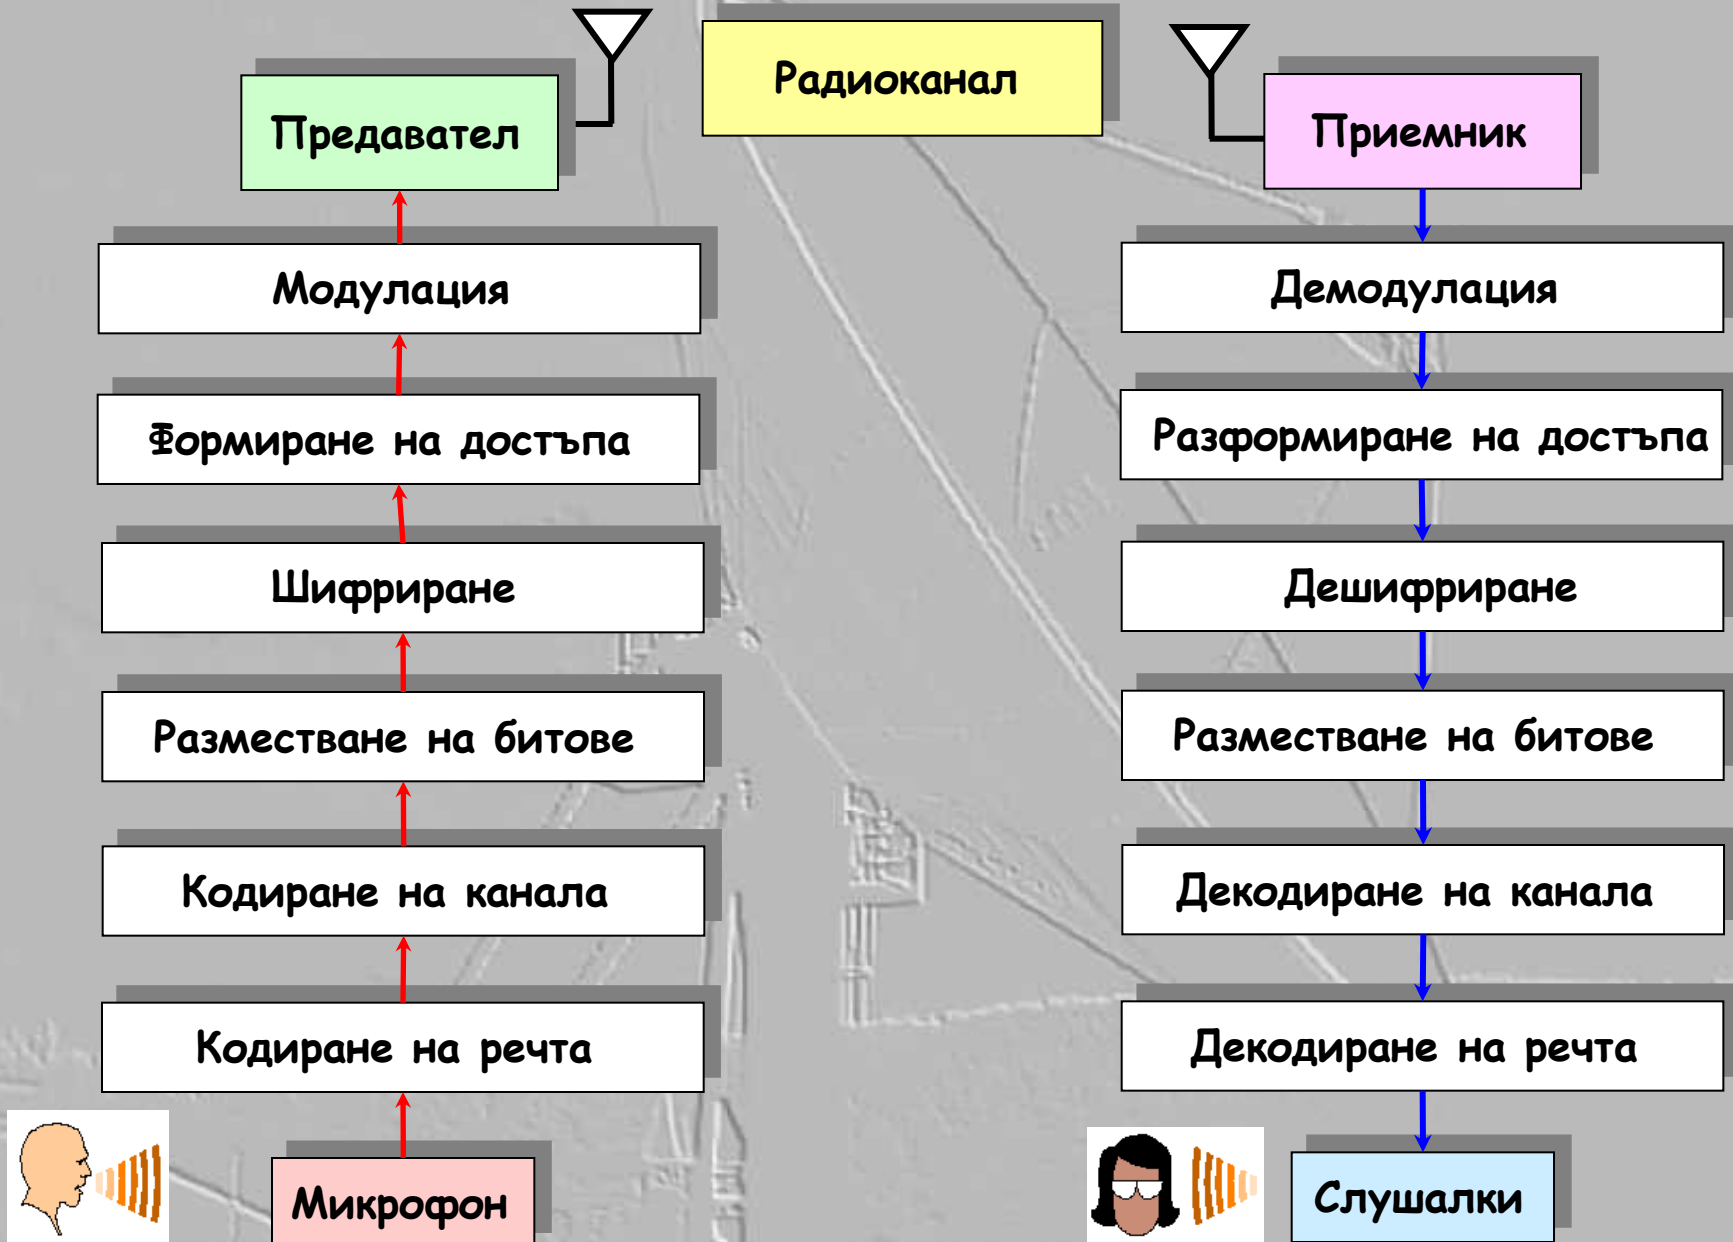 Радиоканал
Предавател
Приемник
Модулация
Демодулация
Формиране на достъпа
Разформиране на достъпа
Шифриране
Дешифриране
Разместване на битове
Разместване на битове
Кодиране на канала
Декодиране на канала
Кодиране на речта
Декодиране на речта
Микрофон
Слушалки